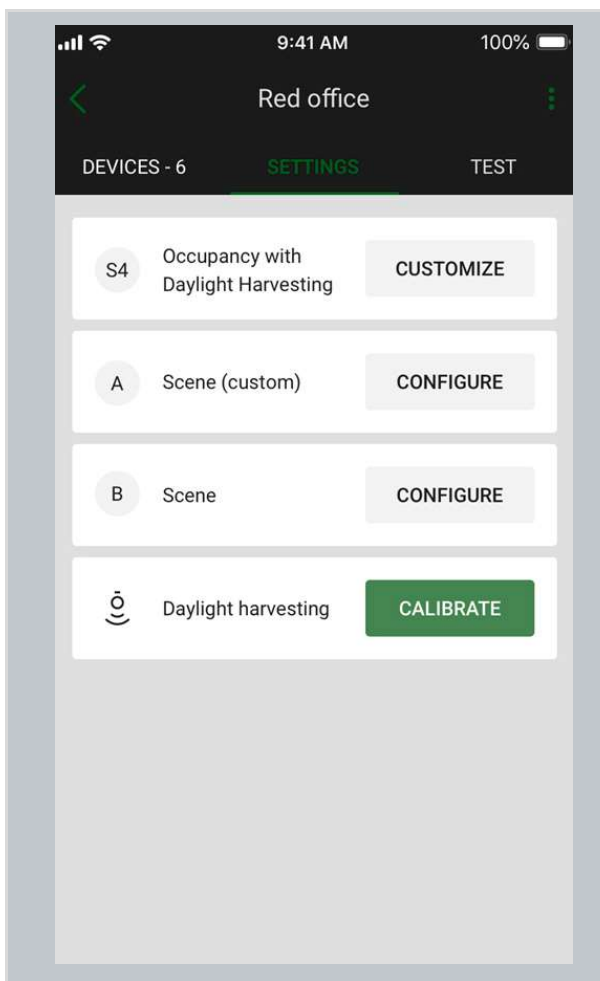 9:41 AM
100%
Red office
DEVICES - 6
SETTINGS
TEST
S4
Occupancy with
Daylight Harvesting
CUSTOMIZE
A
Scene (custom)
CONFIGURE
B
Scene
CONFIGURE
Daylight harvesting
CALIBRATE